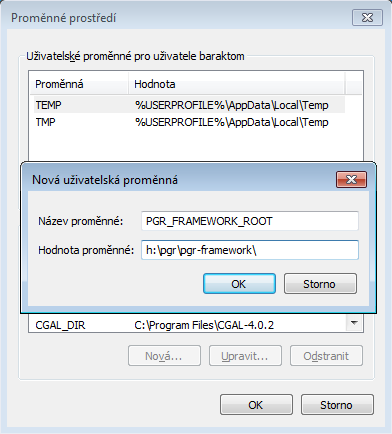 Proměnné prostředí
Uživatelské proměnné pro uživatele baraktom
Proměnná Hodnota
TEMP %USERPROFILE%\AppData\Local\Temp
TMP %USERPROFILE%\AppData\Local\Temp
Nová uživatelská proměnná
Název proměnné: PGR_FRAMEWORK_ROOT
Hodnota proměnné: h:\pgr\pgr-framework\
OK Storno
CGAL_DIR C:\Program Files\CGAL-4.0.2
Nová... Upravit... Odstranit
OK Storno